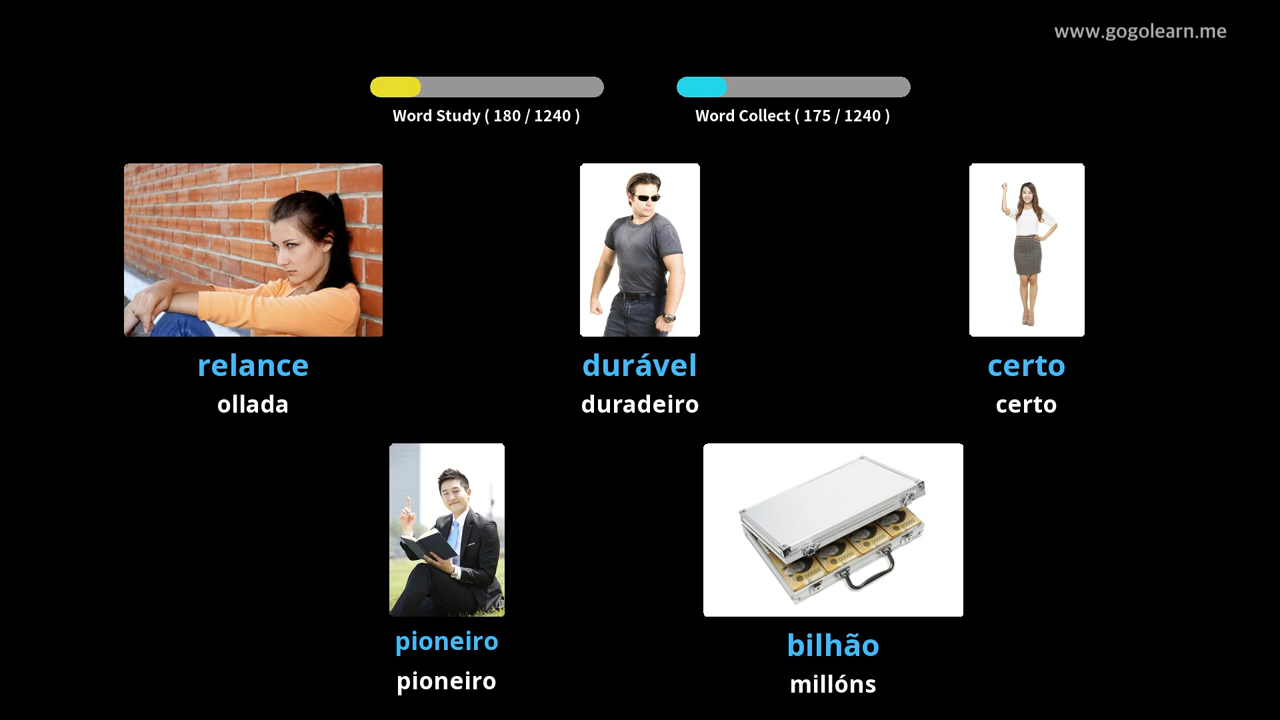 www.gogolearn.me
Word Study ( 180 / 1240 )
Word Collect ( 175 / 1240 )
relance
ollada
durável
duradeiro
certo
certo
pioneiro
pioneiro
bilhão
millóns